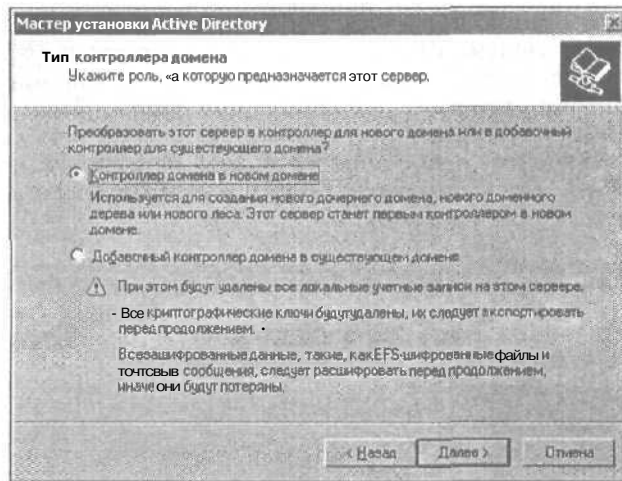 Мастер установки Active Directory
Тип контроллера домена
Укажите роль, «а которую предназначается этот сервер.
Преобразовать этот сервер в контроллер для нового домена или в добавочный
контроллер для существующего домена?
Контроллер домена в новом домене
Используется для создания нового дочернего домена, нового доменного
дерева или нового леса. Этот сервер станет первым контроллером в новом
домене.
Добавочный контроллер домена в существующем домене
При этом будут удалены все локальные учетные записи на этом сервере.
- Все криптографические ключи будутудалены, их следует экспортировать
перед продолжением. •
Всезашифрованные данные, такие, какEFS-шифрованные файлы и
точтсвыв сообщения, следует расшифровать перед продолжением,
иначе они будут потеряны.
< Назад
Далее >
Отмена